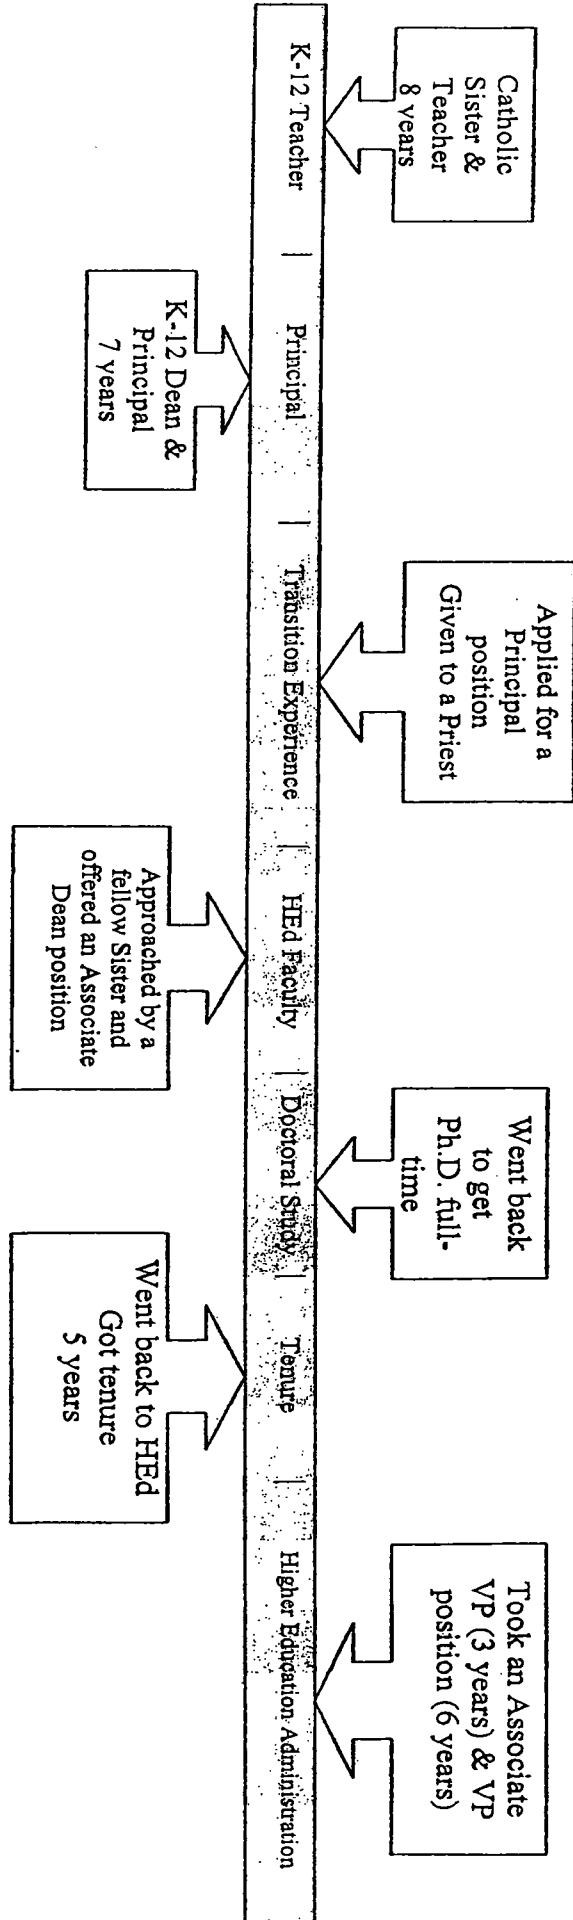 Catholic
Sister &
Teacher
8 years
Applied for a
Principal
position
Given to a Priest
Went back
to get
Ph.D. full-
time
Took an Associate
VP (3 years) & VP
position (6 years)
K-12 Teacher | Principal | Transition Experience | HEd Faculty | Doctoral Study | Tenure | Higher Education Administration
K-12 Dean &
Principal
7 years
Approached by a
fellow Sister and
offered an Associate
Dean position
Went back to HEd
Got tenure
5 years